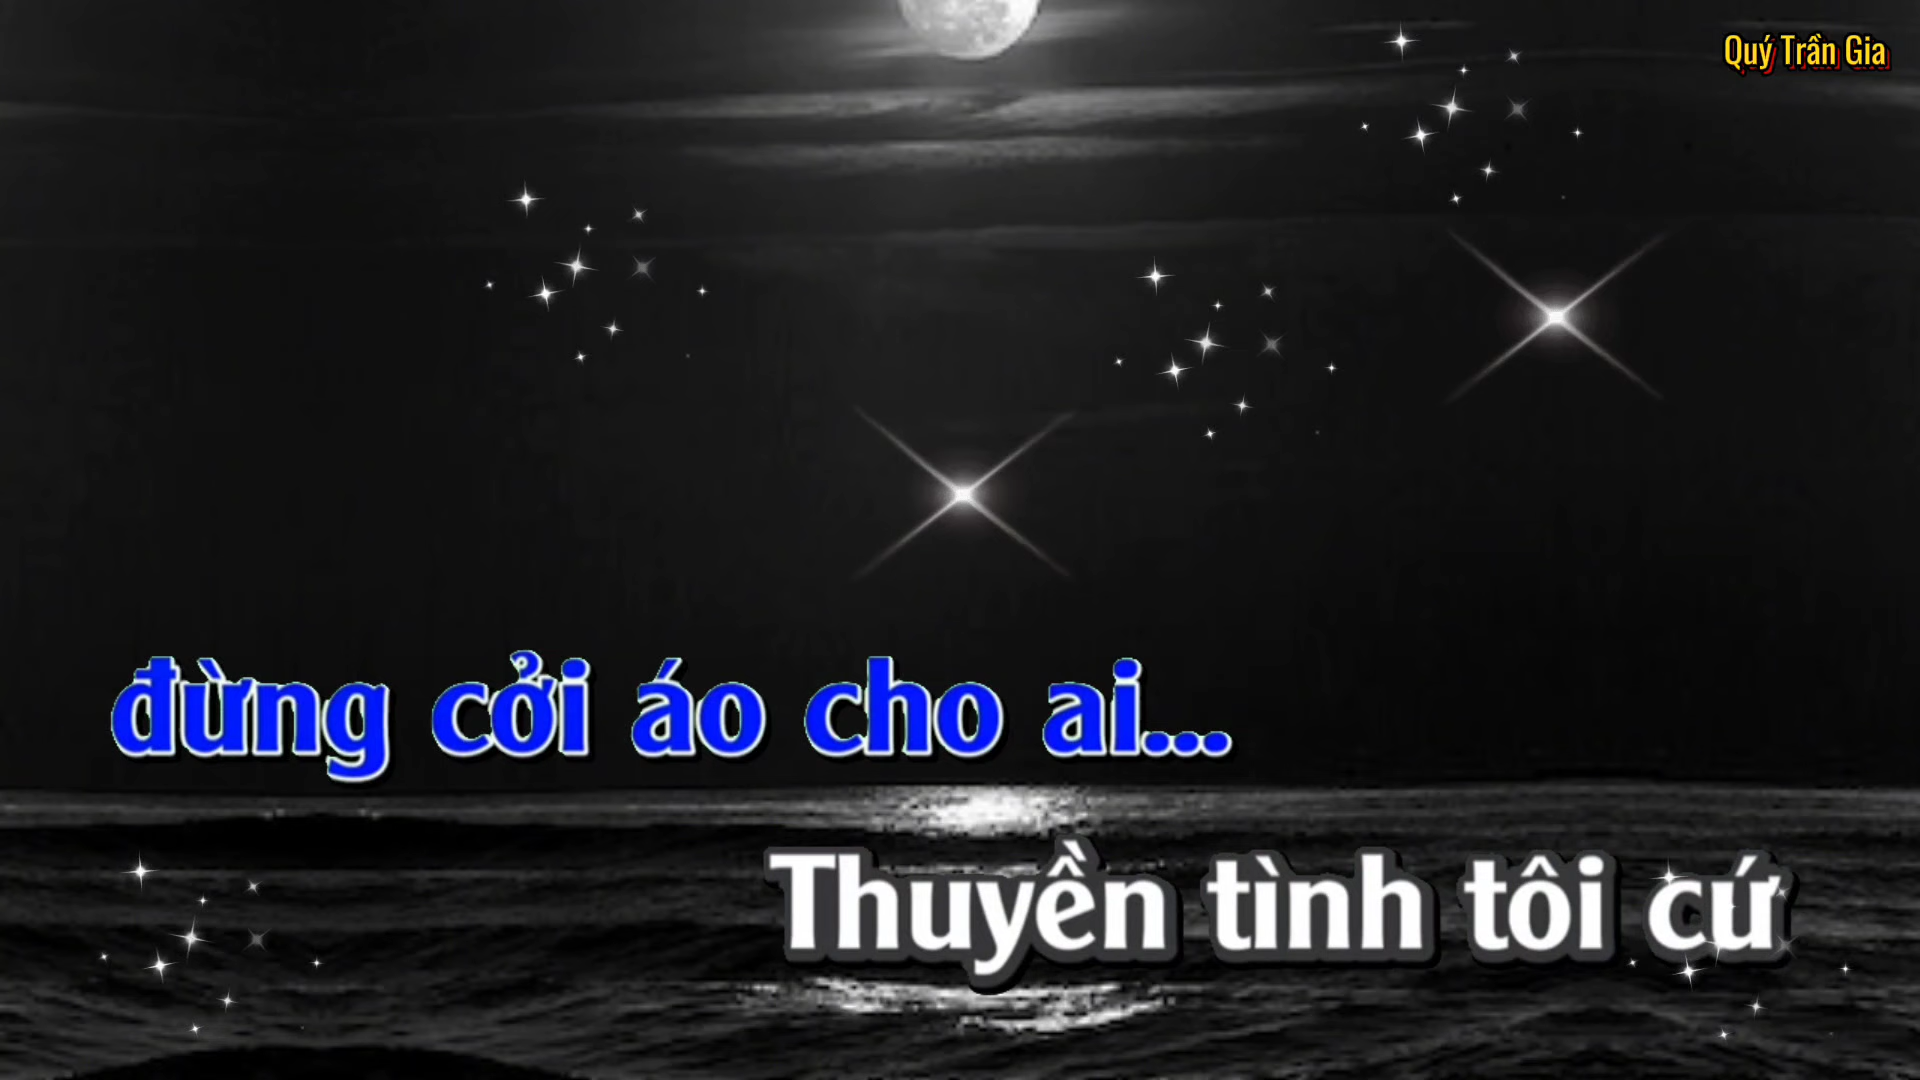 Quý Trần Gia
đừng cởi áo cho ai...
Thuyền tình tôi cứ